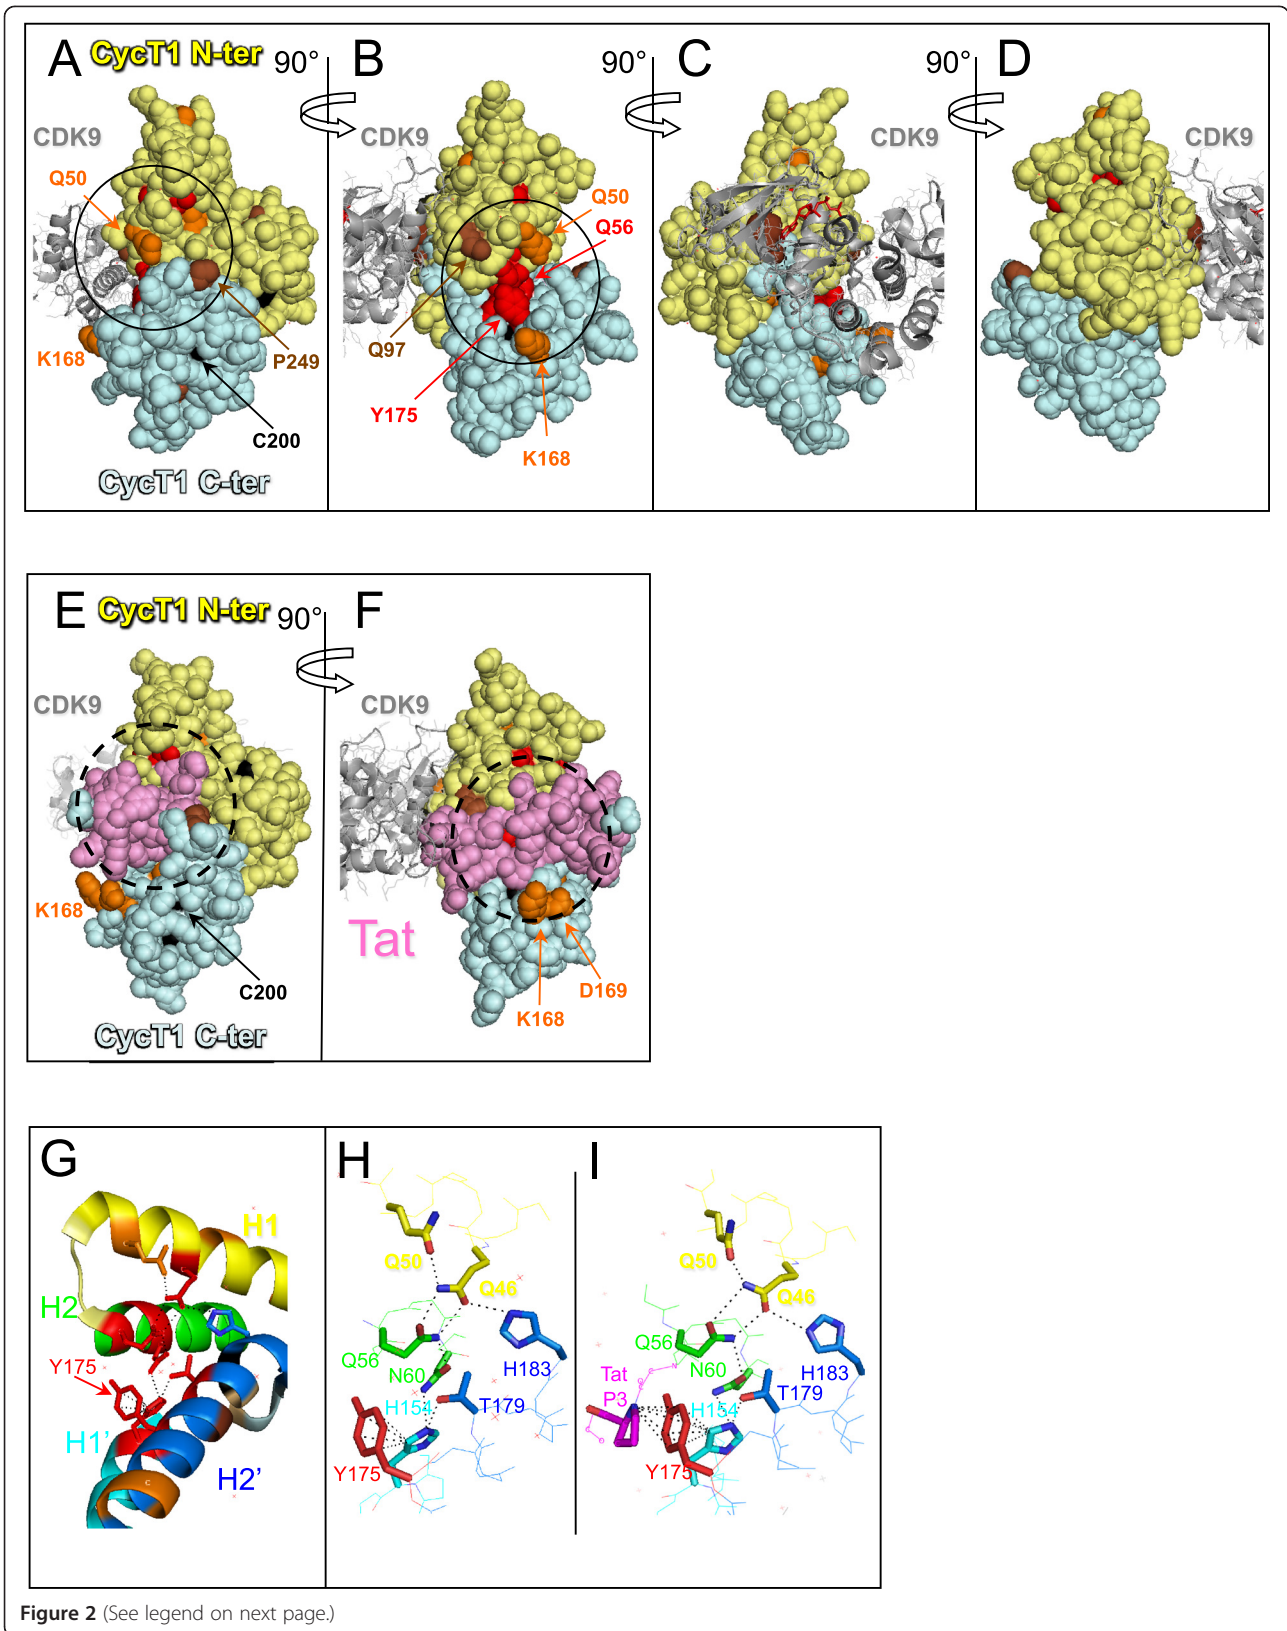 A CycT1 N-ter 90° B 90° C 90° D
CDK9 CDK9 CDK9 CDK9
Q50 Q50
Q56
K168 P249 Q97
Y175
C200 K168
CycT1 C-ter
E CycT1 N-ter 90° F
CDK9 CDK9
K168 Tat
C200 D169
K168
CycT1 C-ter
G H I
H1 Q50 Q50
Q46 Q46
H2 Q56 Q56
Y175 N60 H183 Tat N60 H183
P3
H154 T179 H154 T179
H1’
H2’ Y175 Y175
C
Figure 2 (See legend on next page.)